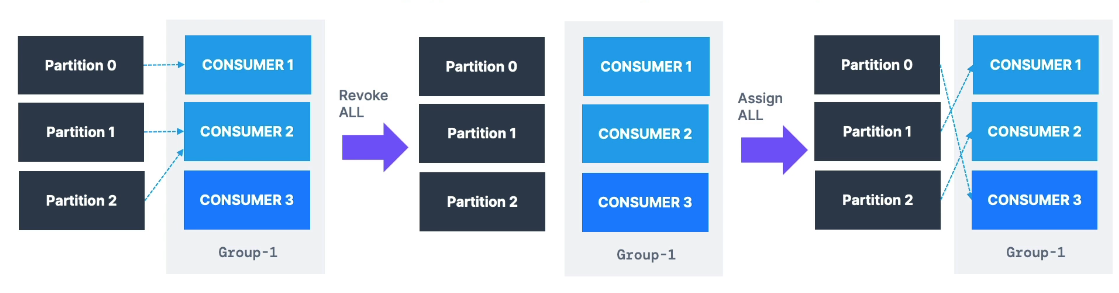 Partition 0
CONSUMER 1
Partition 1
CONSUMER 2
Partition 2
CONSUMER 3
Group-1
Revoke
ALL
Partition 0
CONSUMER 1
Partition 1
CONSUMER 2
Partition 2
CONSUMER 3
Group-1
Assign
ALL
Partition 0
CONSUMER 1
Partition 1
CONSUMER 2
Partition 2
CONSUMER 3
Group-1